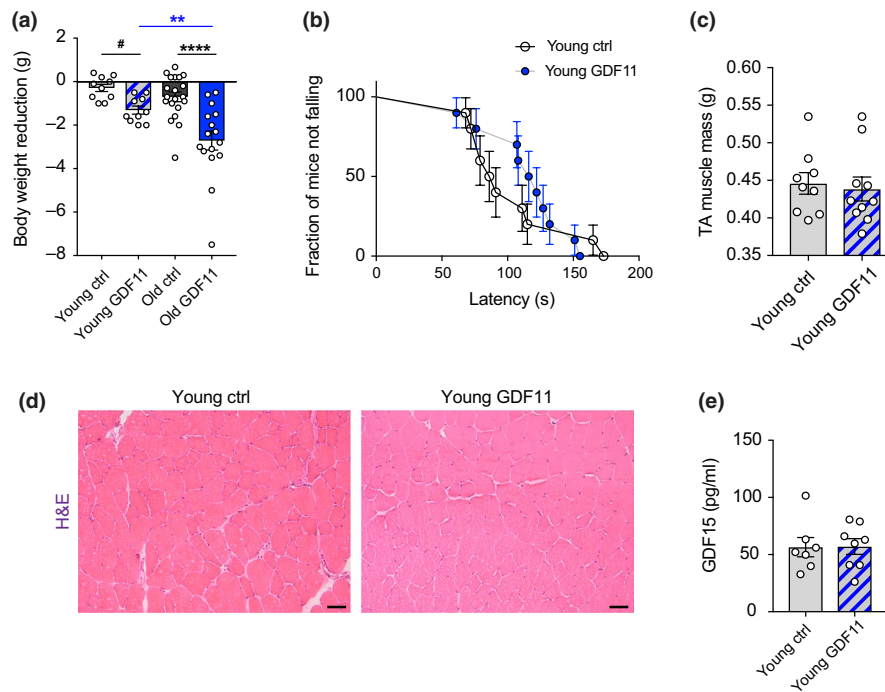 (a)
**
#
****
2
0
−2
−4
−6
−8
Body weight reduction (g)
Young ctrl
Young GDF11
Old ctrl
Old GDF11
(b)
Young ctrl
Young GDF11
100
50
0
0
50
100
150
200
Fraction of mice not falling
Latency (s)
(c)
0.60
0.55
0.50
0.45
0.40
0.35
TA muscle mass (g)
Young ctrl
Young GDF11
(d)
Young ctrl
Young GDF11
H&E
(e)
150
100
50
0
GDF15 (pg/ml)
Young ctrl
Young GDF11